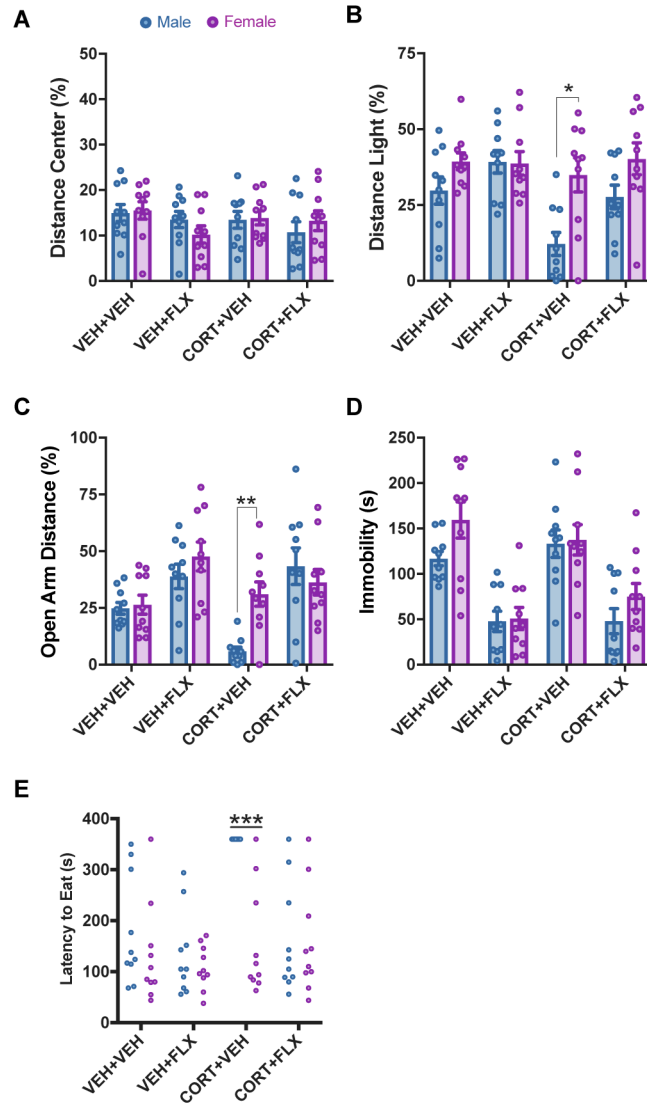 A
Male Female
Distance Center (%)
50
40
30
20
10
0
VEH+VEH
VEH+FLX
CORT+VEH
CORT+FLX
B
Distance Light (%)
75
50
25
0
*
VEH+VEH
VEH+FLX
CORT+VEH
CORT+FLX
C
Open Arm Distance (%)
100
75
50
25
0
**
VEH+VEH
VEH+FLX
CORT+VEH
CORT+FLX
D
Immobility (s)
250
200
150
100
50
0
VEH+VEH
VEH+FLX
CORT+VEH
CORT+FLX
E
Latency to Eat (s)
400
300
200
100
0
***
VEH+VEH
VEH+FLX
CORT+VEH
CORT+FLX